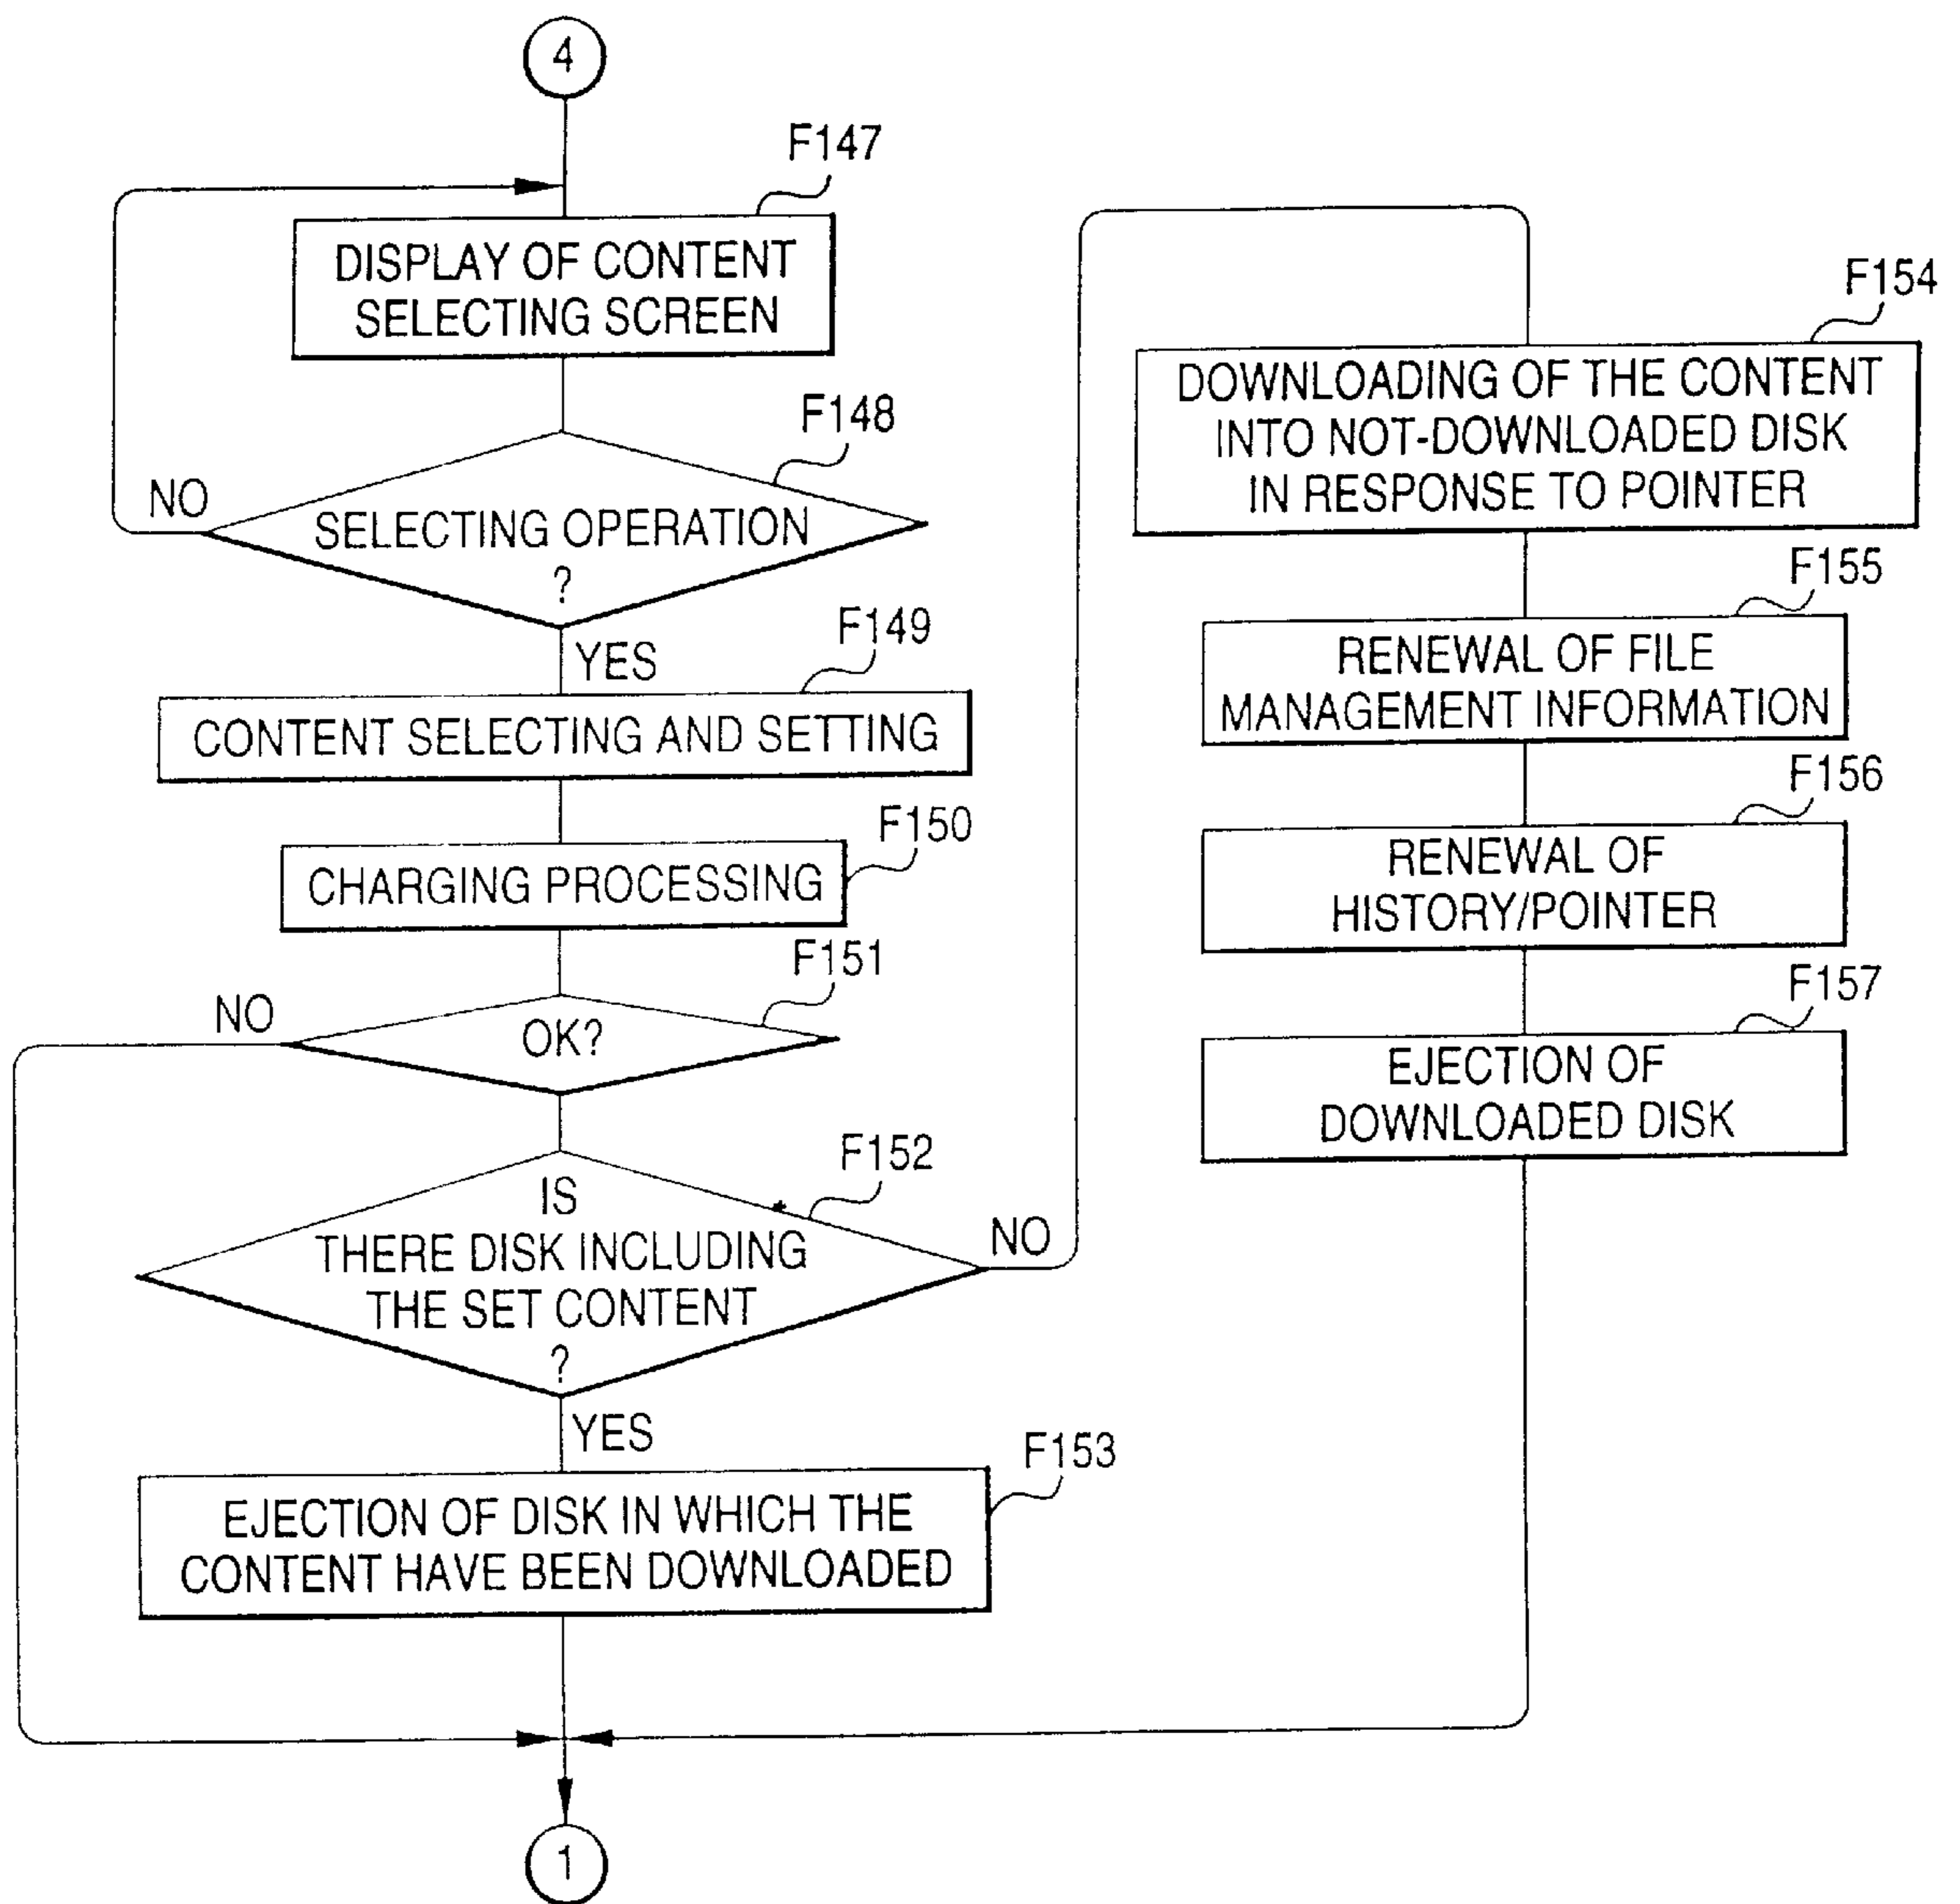 4
F147
DISPLAY OF CONTENT
SELECTING SCREEN
F148
NO
SELECTING OPERATION
?
YES
F149
CONTENT SELECTING AND SETTING
F150
CHARGING PROCESSING
F151
NO
OK?
F152
IS
THERE DISK INCLUDING
THE SET CONTENT
?
NO
YES
F153
EJECTION OF DISK IN WHICH THE
CONTENT HAVE BEEN DOWNLOADED
F154
DOWNLOADING OF THE CONTENT
INTO NOT-DOWNLOADED DISK
IN RESPONSE TO POINTER
F155
RENEWAL OF FILE
MANAGEMENT INFORMATION
F156
RENEWAL OF
HISTORY/POINTER
F157
EJECTION OF
DOWNLOADED DISK
1